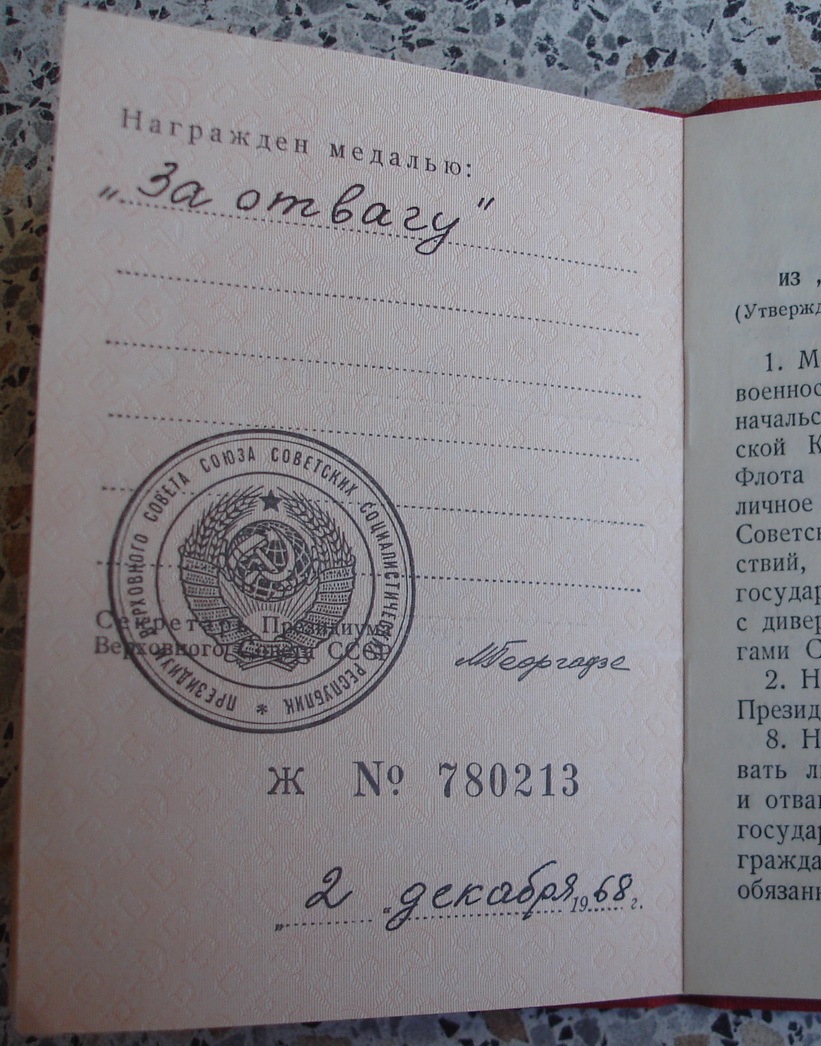 Награжден медалью:
„За отвагу"
ПРЕЗИДИУМ ВЕРХОВНОГО СОВЕТА СОЮЗА СОВЕТСКИХ СОЦИАЛИСТИЧЕСКИХ РЕСПУБЛИК *
Секретарь Президиума
Верховного Совета СССР
МГеоргадзе
Ж № 780213
„2“ декабря 1968 г.
ИЗ „
(Утвержд
1. М
военнос
начальс
ской К
Флота
личное
Советск
ствий,
государ
с дивер
гами С
2. Н
Презид
8. Н
вать л
и отва
государ
гражда
обязанн